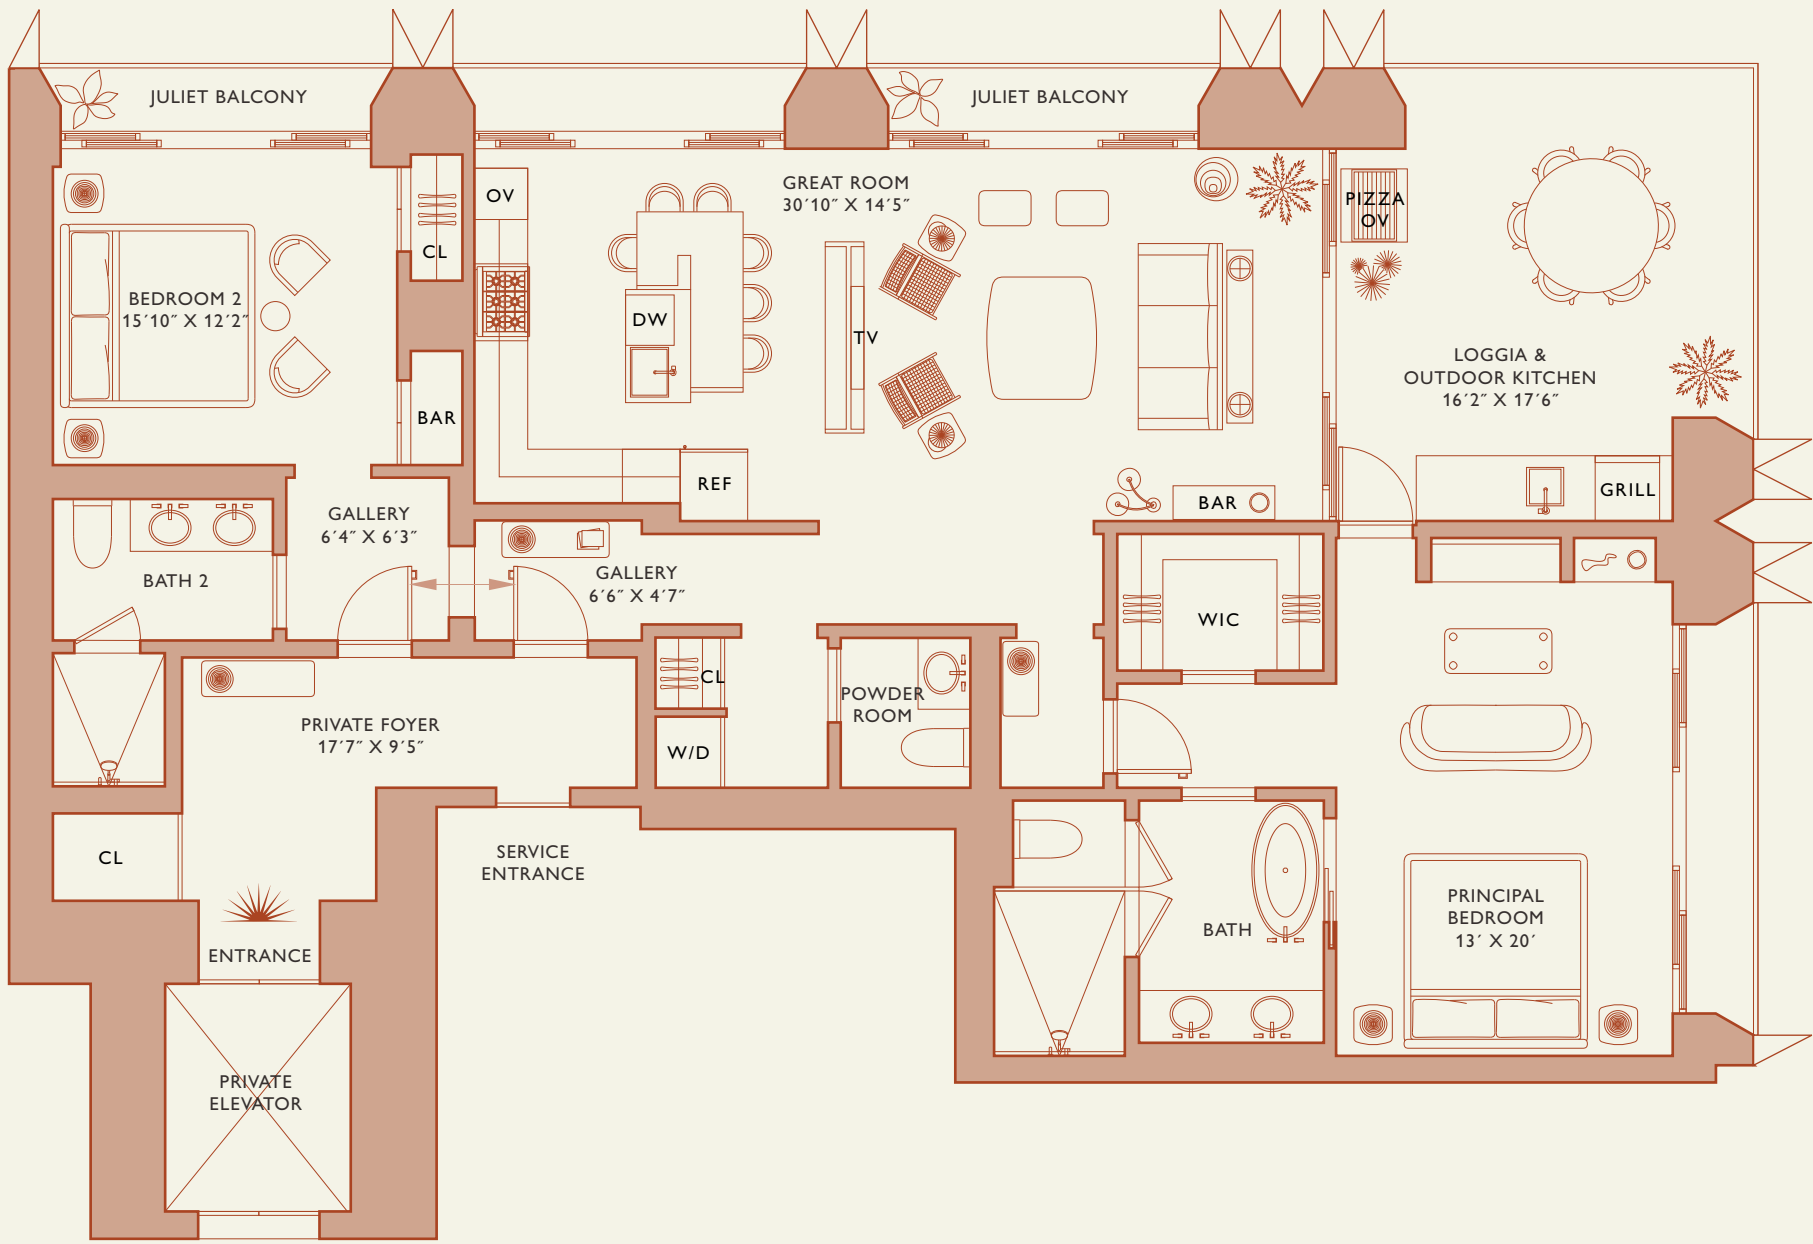 JULIET BALCONY
JULIET BALCONY
OV
CL
GREAT ROOM
30′10″ X 14′5″
PIZZA
OV
BEDROOM 2
15′10″ X 12′2″
DW
TV
LOGGIA &
OUTDOOR KITCHEN
16′2″ X 17′6″
BAR
REF
BAR
GRILL
GALLERY
6′4″ X 6′3″
BATH 2
GALLERY
6′6″ X 4′7″
WIC
CL
POWDER
ROOM
PRIVATE FOYER
17′7″ X 9′5″
W/D
CL
SERVICE
ENTRANCE
BATH
PRINCIPAL
BEDROOM
13′ X 20′
ENTRANCE
PRIVATE
ELEVATOR